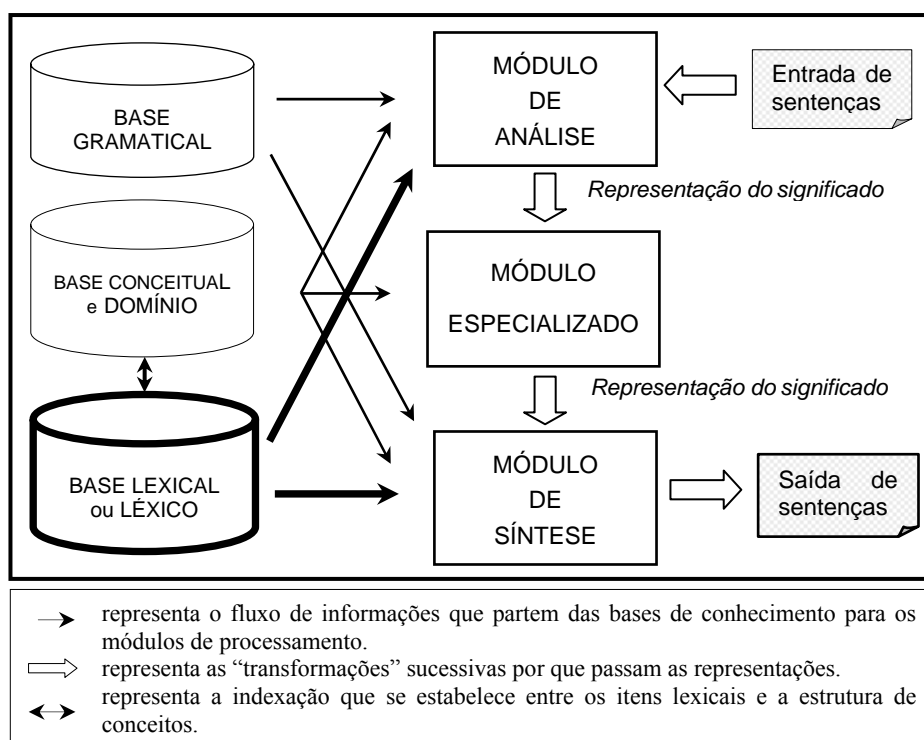 BASE
GRAMATICAL
MÓDULO
DE
ANÁLISE
Entrada de
sentenças
Representação do significado
BASE CONCEITUAL
e DOMÍNIO
MÓDULO
ESPECIALIZADO
Representação do significado
BASE LEXICAL
ou LÉXICO
MÓDULO
DE
SÍNTESE
Saída de
sentenças
representa o fluxo de informações que partem das bases de conhecimento para os
módulos de processamento.
representa as “transformações” sucessivas por que passam as representações.
representa a indexação que se estabelece entre os itens lexicais e a estrutura de
conceitos.